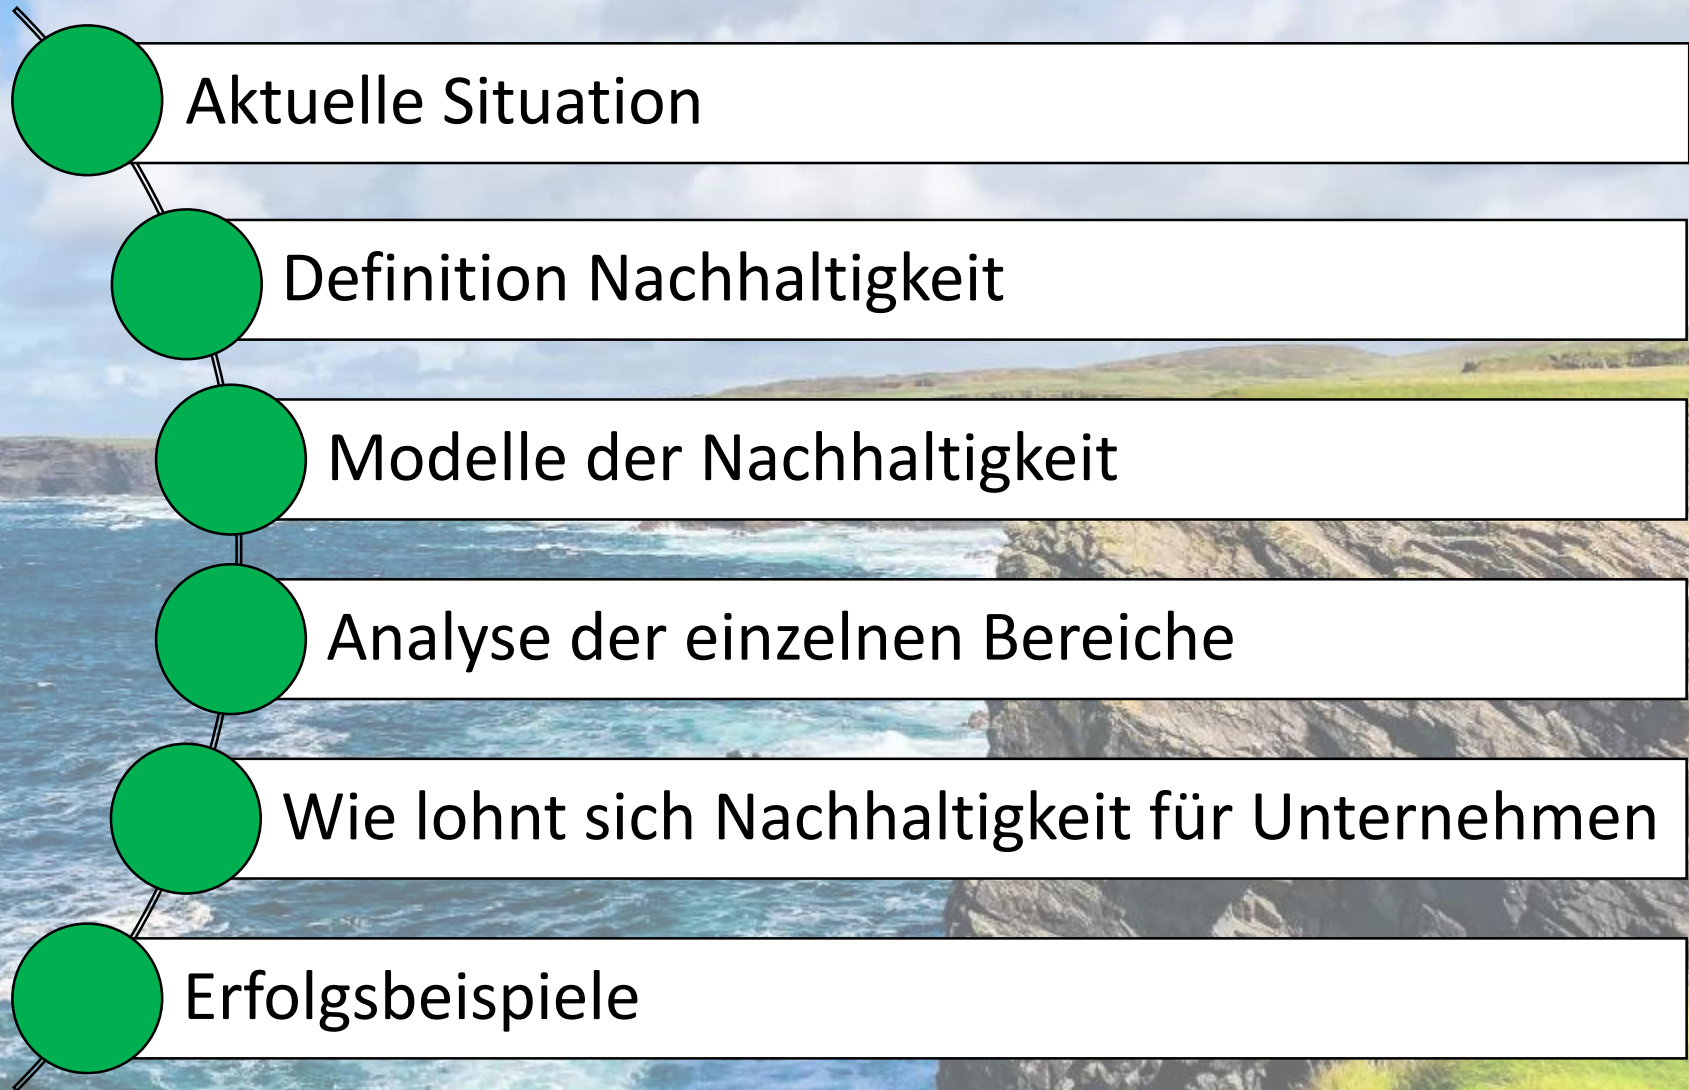 Aktuelle Situation
Definition Nachhaltigkeit
Modelle der Nachhaltigkeit
Analyse der einzelnen Bereiche
Wie lohnt sich Nachhaltigkeit für Unternehmen
Erfolgsbeispiele